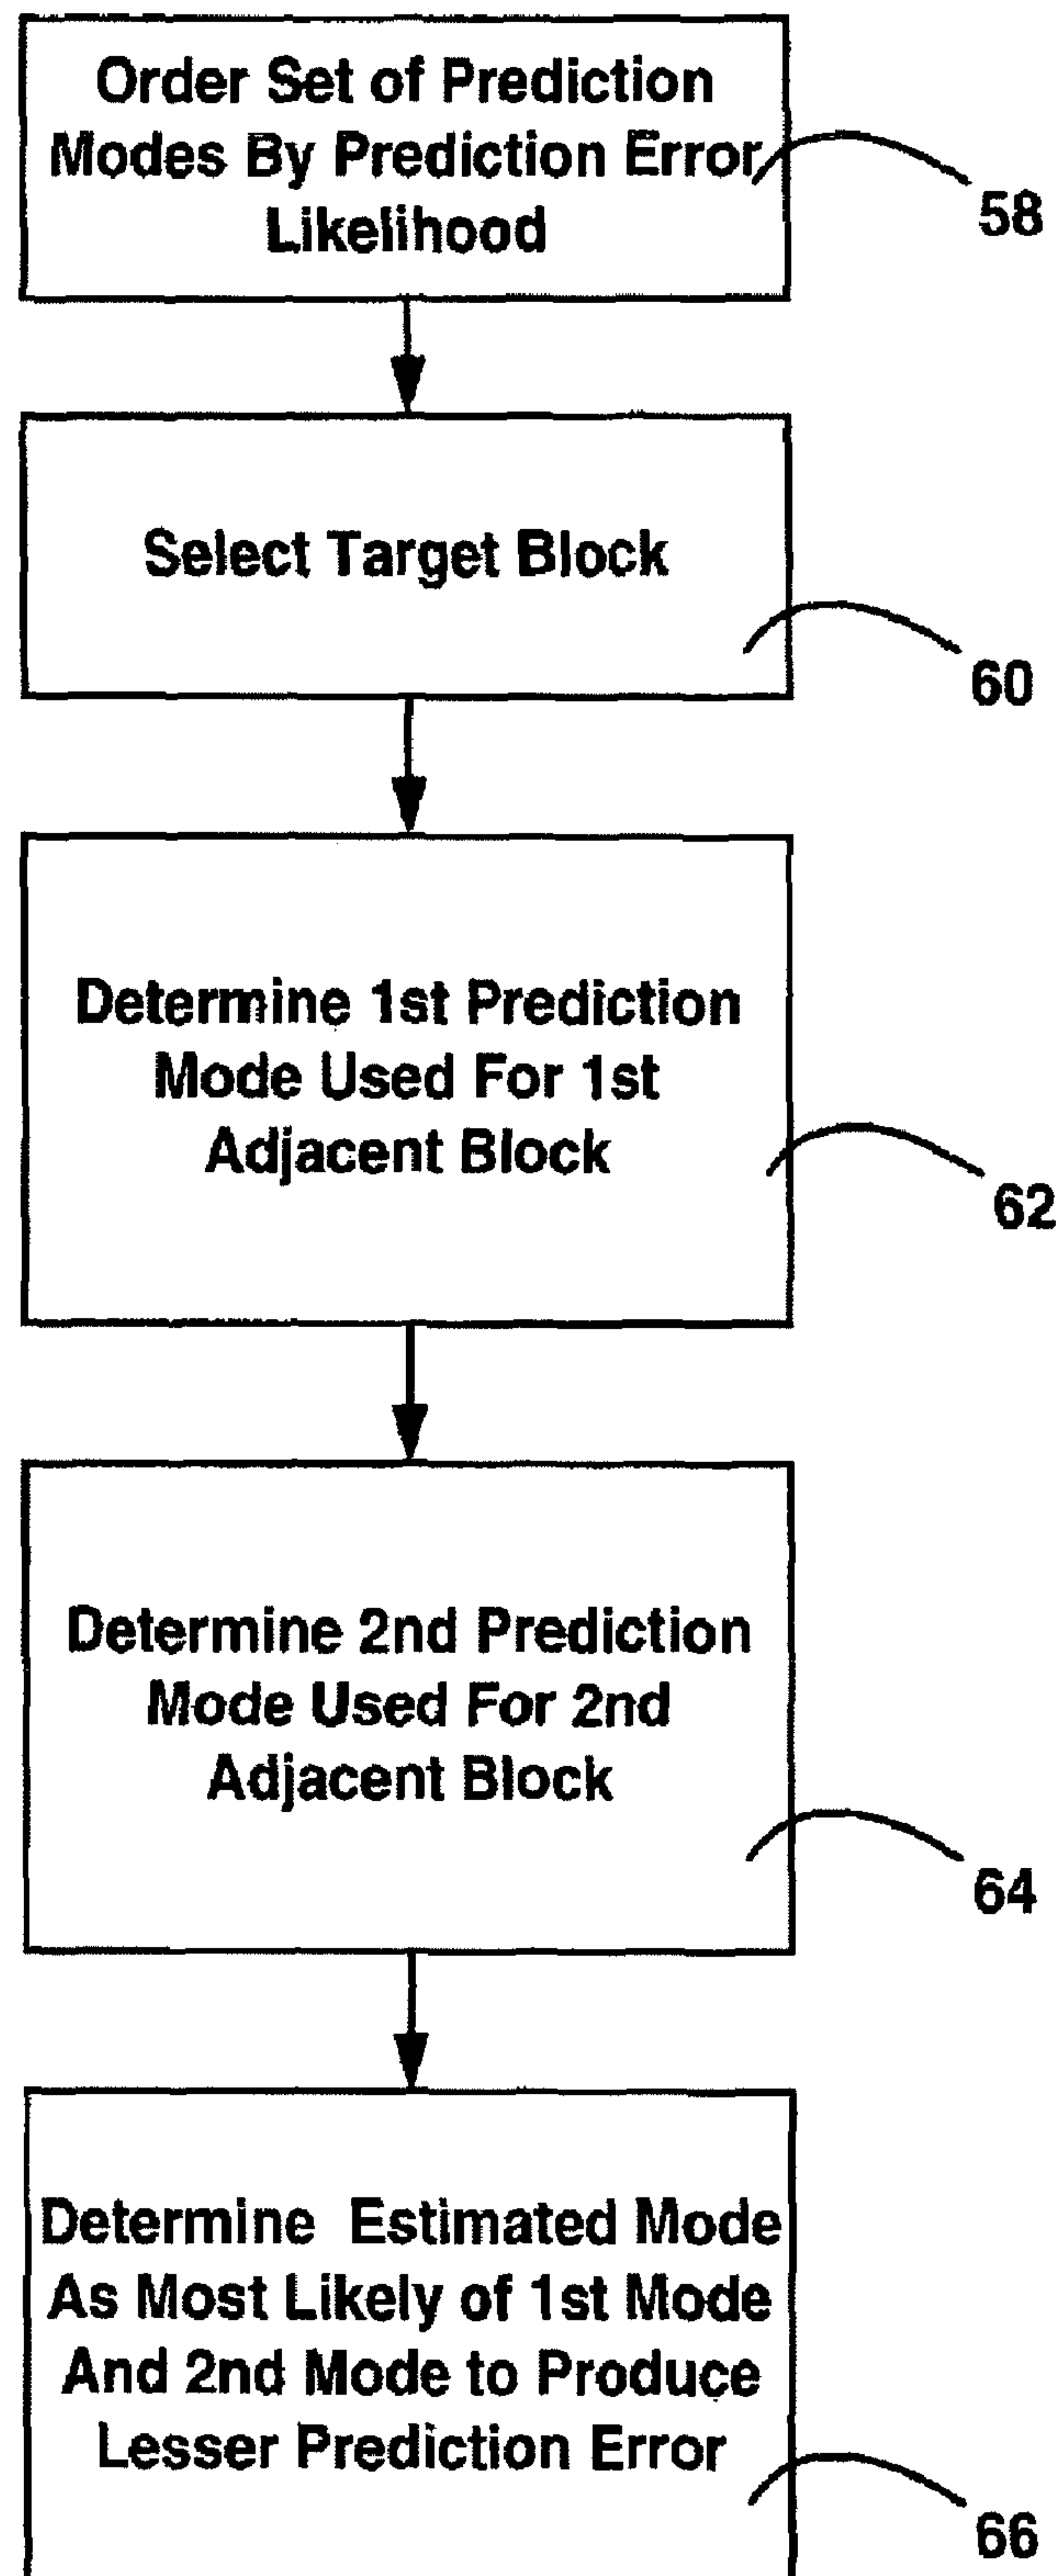 Order Set of Prediction
Modes By Prediction Error
Likelihood
58
Select Target Block
60
Determine 1st Prediction
Mode Used For 1st
Adjacent Block
62
Determine 2nd Prediction
Mode Used For 2nd
Adjacent Block
64
Determine Estimated Mode
As Most Likely of 1st Mode
And 2nd Mode to Produce
Lesser Prediction Error
66